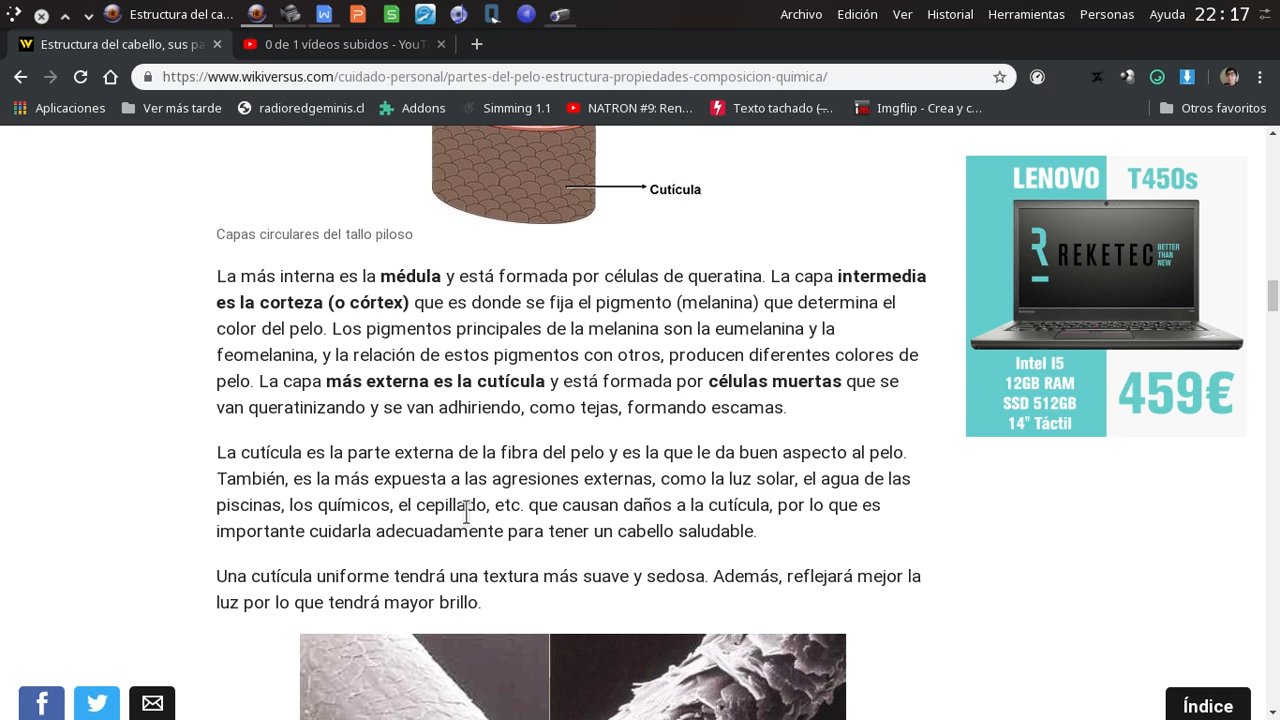 Estructura del ca...
Archivo Edición Ver Historial Herramientas Personas Ayuda 22:17
Estructura del cabello, sus pa
0 de 1 vídeos subidos - YouT
https://www.wikiversus.com/cuidado-personal/partes-del-pelo-estructura-propiedades-composicion-quimica/
Aplicaciones Ver más tarde radioredgeminis.cl Addons Simming 1.1 NATRON #9: Ren... Texto tachado (—... Imgflip - Crea y c... Otros favoritos
Cutícula
Capas circulares del tallo piloso
La más interna es la médula y está formada por células de queratina. La capa intermedia
es la corteza (o córtex) que es donde se fija el pigmento (melanina) que determina el
color del pelo. Los pigmentos principales de la melanina son la eumelanina y la
feomelanina, y la relación de estos pigmentos con otros, producen diferentes colores de
pelo. La capa más externa es la cutícula y está formada por células muertas que se
van queratinizando y se van adhiriendo, como tejas, formando escamas.
La cutícula es la parte externa de la fibra del pelo y es la que le da buen aspecto al pelo.
También, es la más expuesta a las agresiones externas, como la luz solar, el agua de las
piscinas, los químicos, el cepillado, etc. que causan daños a la cutícula, por lo que es
importante cuidarla adecuadamente para tener un cabello saludable.
Una cutícula uniforme tendrá una textura más suave y sedosa. Además, reflejará mejor la
luz por lo que tendrá mayor brillo.
LENOVO T450s
REKETEC BETTER
THAN
NEW
Intel I5
12GB RAM
SSD 512GB
14" Táctil
459€
Índice